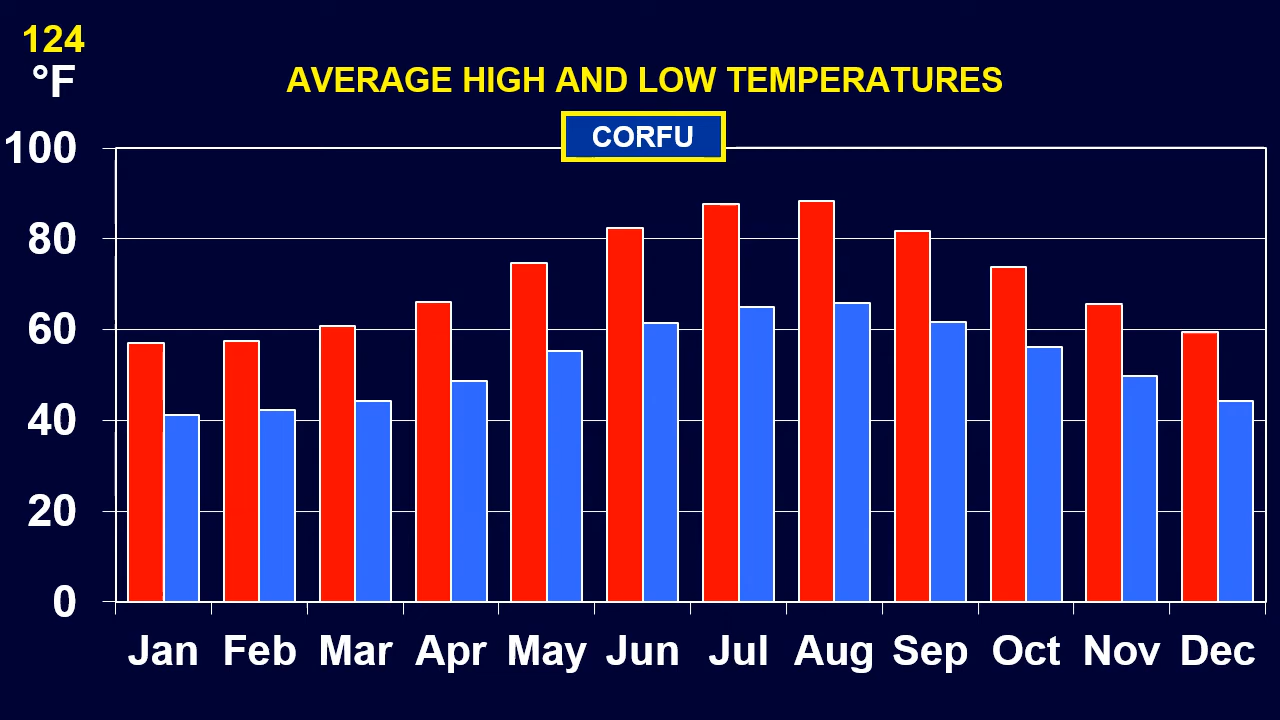 124
°F
AVERAGE HIGH AND LOW TEMPERATURES
CORFU
100
80
60
40
20
0
Jan Feb Mar Apr May Jun Jul Aug Sep Oct Nov Dec